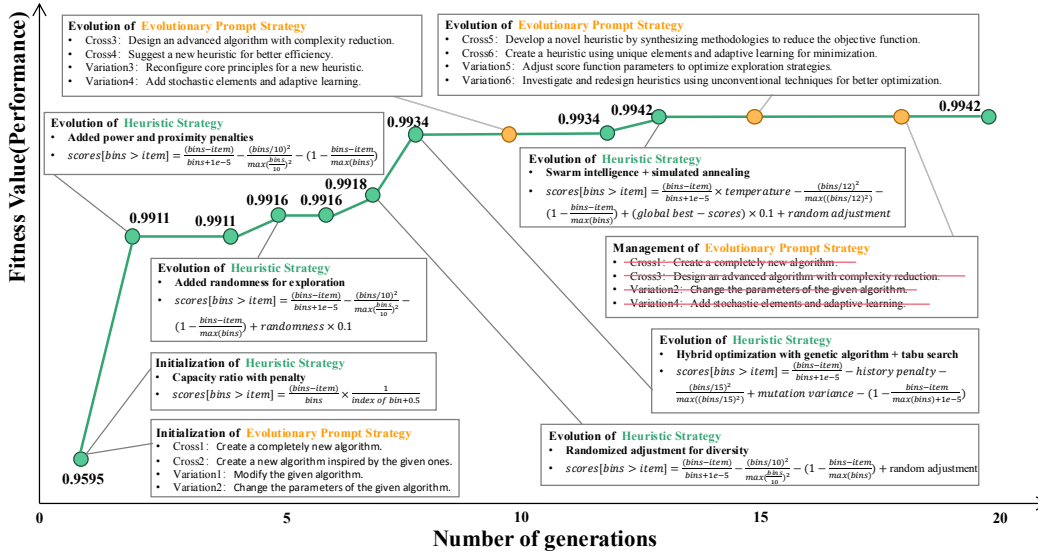 Evolution of Evolutionary Prompt Strategy
• Cross3: Design an advanced algorithm with complexity reduction.
• Cross4: Suggest a new heuristic for better efficiency.
• Variation3: Reconfigure core principles for a new heuristic.
• Variation4: Add stochastic elements and adaptive learning.
Evolution of Evolutionary Prompt Strategy
• Cross5: Develop a novel heuristic by synthesizing methodologies to reduce the objective function.
• Cross6: Create a heuristic using unique elements and adaptive learning for minimization.
• Variation5: Adjust score function parameters to optimize exploration strategies.
• Variation6: Investigate and redesign heuristics using unconventional techniques for better optimization.
Evolution of Heuristic Strategy
• Added power and proximity penalties
• scores[bins > item] = (bins−item)/(bins+1e−5) − (bins/10)²/max(bins/10)² − (1 − (bins−item)/max(bins))
0.9595
0.9911
0.9911
0.9916
0.9916
0.9918
0.9934
0.9934
0.9942
0.9942
Evolution of Heuristic Strategy
• Swarm intelligence + simulated annealing
• scores[bins > item] = (bins−item)/(bins+1e−5) × temperature − (bins/12)²/max((bins/12)²) −
(1 − (bins−item)/max(bins)) + (global best − scores) × 0.1 + random adjustment
Management of Evolutionary Prompt Strategy
• Cross1: Create a completely new algorithm.
• Cross3: Design an advanced algorithm with complexity reduction.
• Variation2: Change the parameters of the given algorithm.
• Variation4: Add stochastic elements and adaptive learning.
Evolution of Heuristic Strategy
• Added randomness for exploration
• scores[bins > item] = (bins−item)/(bins+1e−5) − (bins/10)²/max(bins/10)² −
(1 − (bins−item)/max(bins)) + randomness × 0.1
Evolution of Heuristic Strategy
• Hybrid optimization with genetic algorithm + tabu search
• scores[bins > item] = (bins−item)/(bins+1e−5) − history penalty −
(bins/15)²/max((bins/15)²) + mutation variance − (1 − (bins−item)/(max(bins)+1e−5))
Initialization of Heuristic Strategy
• Capacity ratio with penalty
• scores[bins > item] = (bins−item)/bins × 1/(index of bin+0.5)
Initialization of Evolutionary Prompt Strategy
• Cross1: Create a completely new algorithm.
• Cross2: Create a new algorithm inspired by the given ones.
• Variation1: Modify the given algorithm.
• Variation2: Change the parameters of the given algorithm.
Evolution of Heuristic Strategy
• Randomized adjustment for diversity
• scores[bins > item] = (bins−item)/(bins+1e−5) − (bins/10)²/max(bins/10)² − (1 − (bins−item)/max(bins)) + random adjustment
Fitness Value(Performance)
0 5 10 15 20
Number of generations